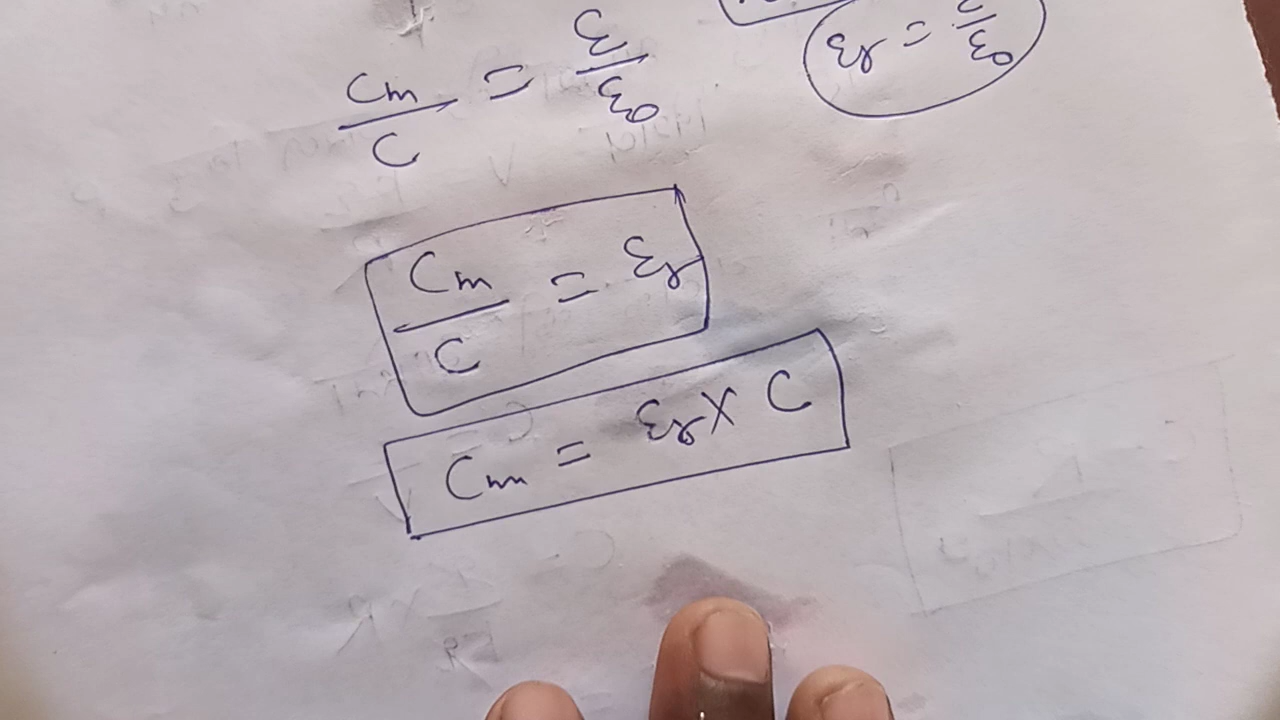 Cm/C = ε/ε₀
εr = ε/ε₀
Cm/C = εr
Cm = εr × C